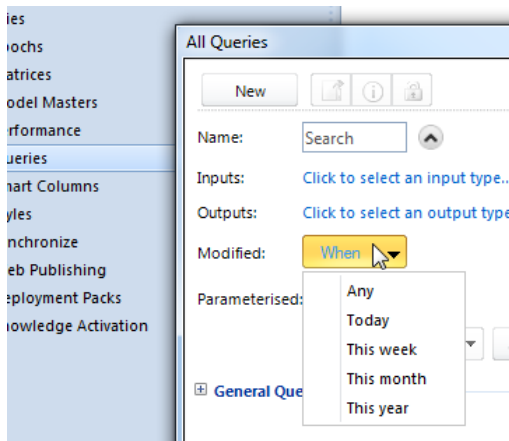 ies
ochs
atrices
odel Masters
rformance
ueries
mart Columns
yles
nchronize
eb Publishing
eployment Packs
nowledge Activation
All Queries
New
Name: Search
Inputs: Click to select an input type..
Outputs: Click to select an output type
Modified: When
Parameterised:
Any
Today
This week
This month
This year
General Que